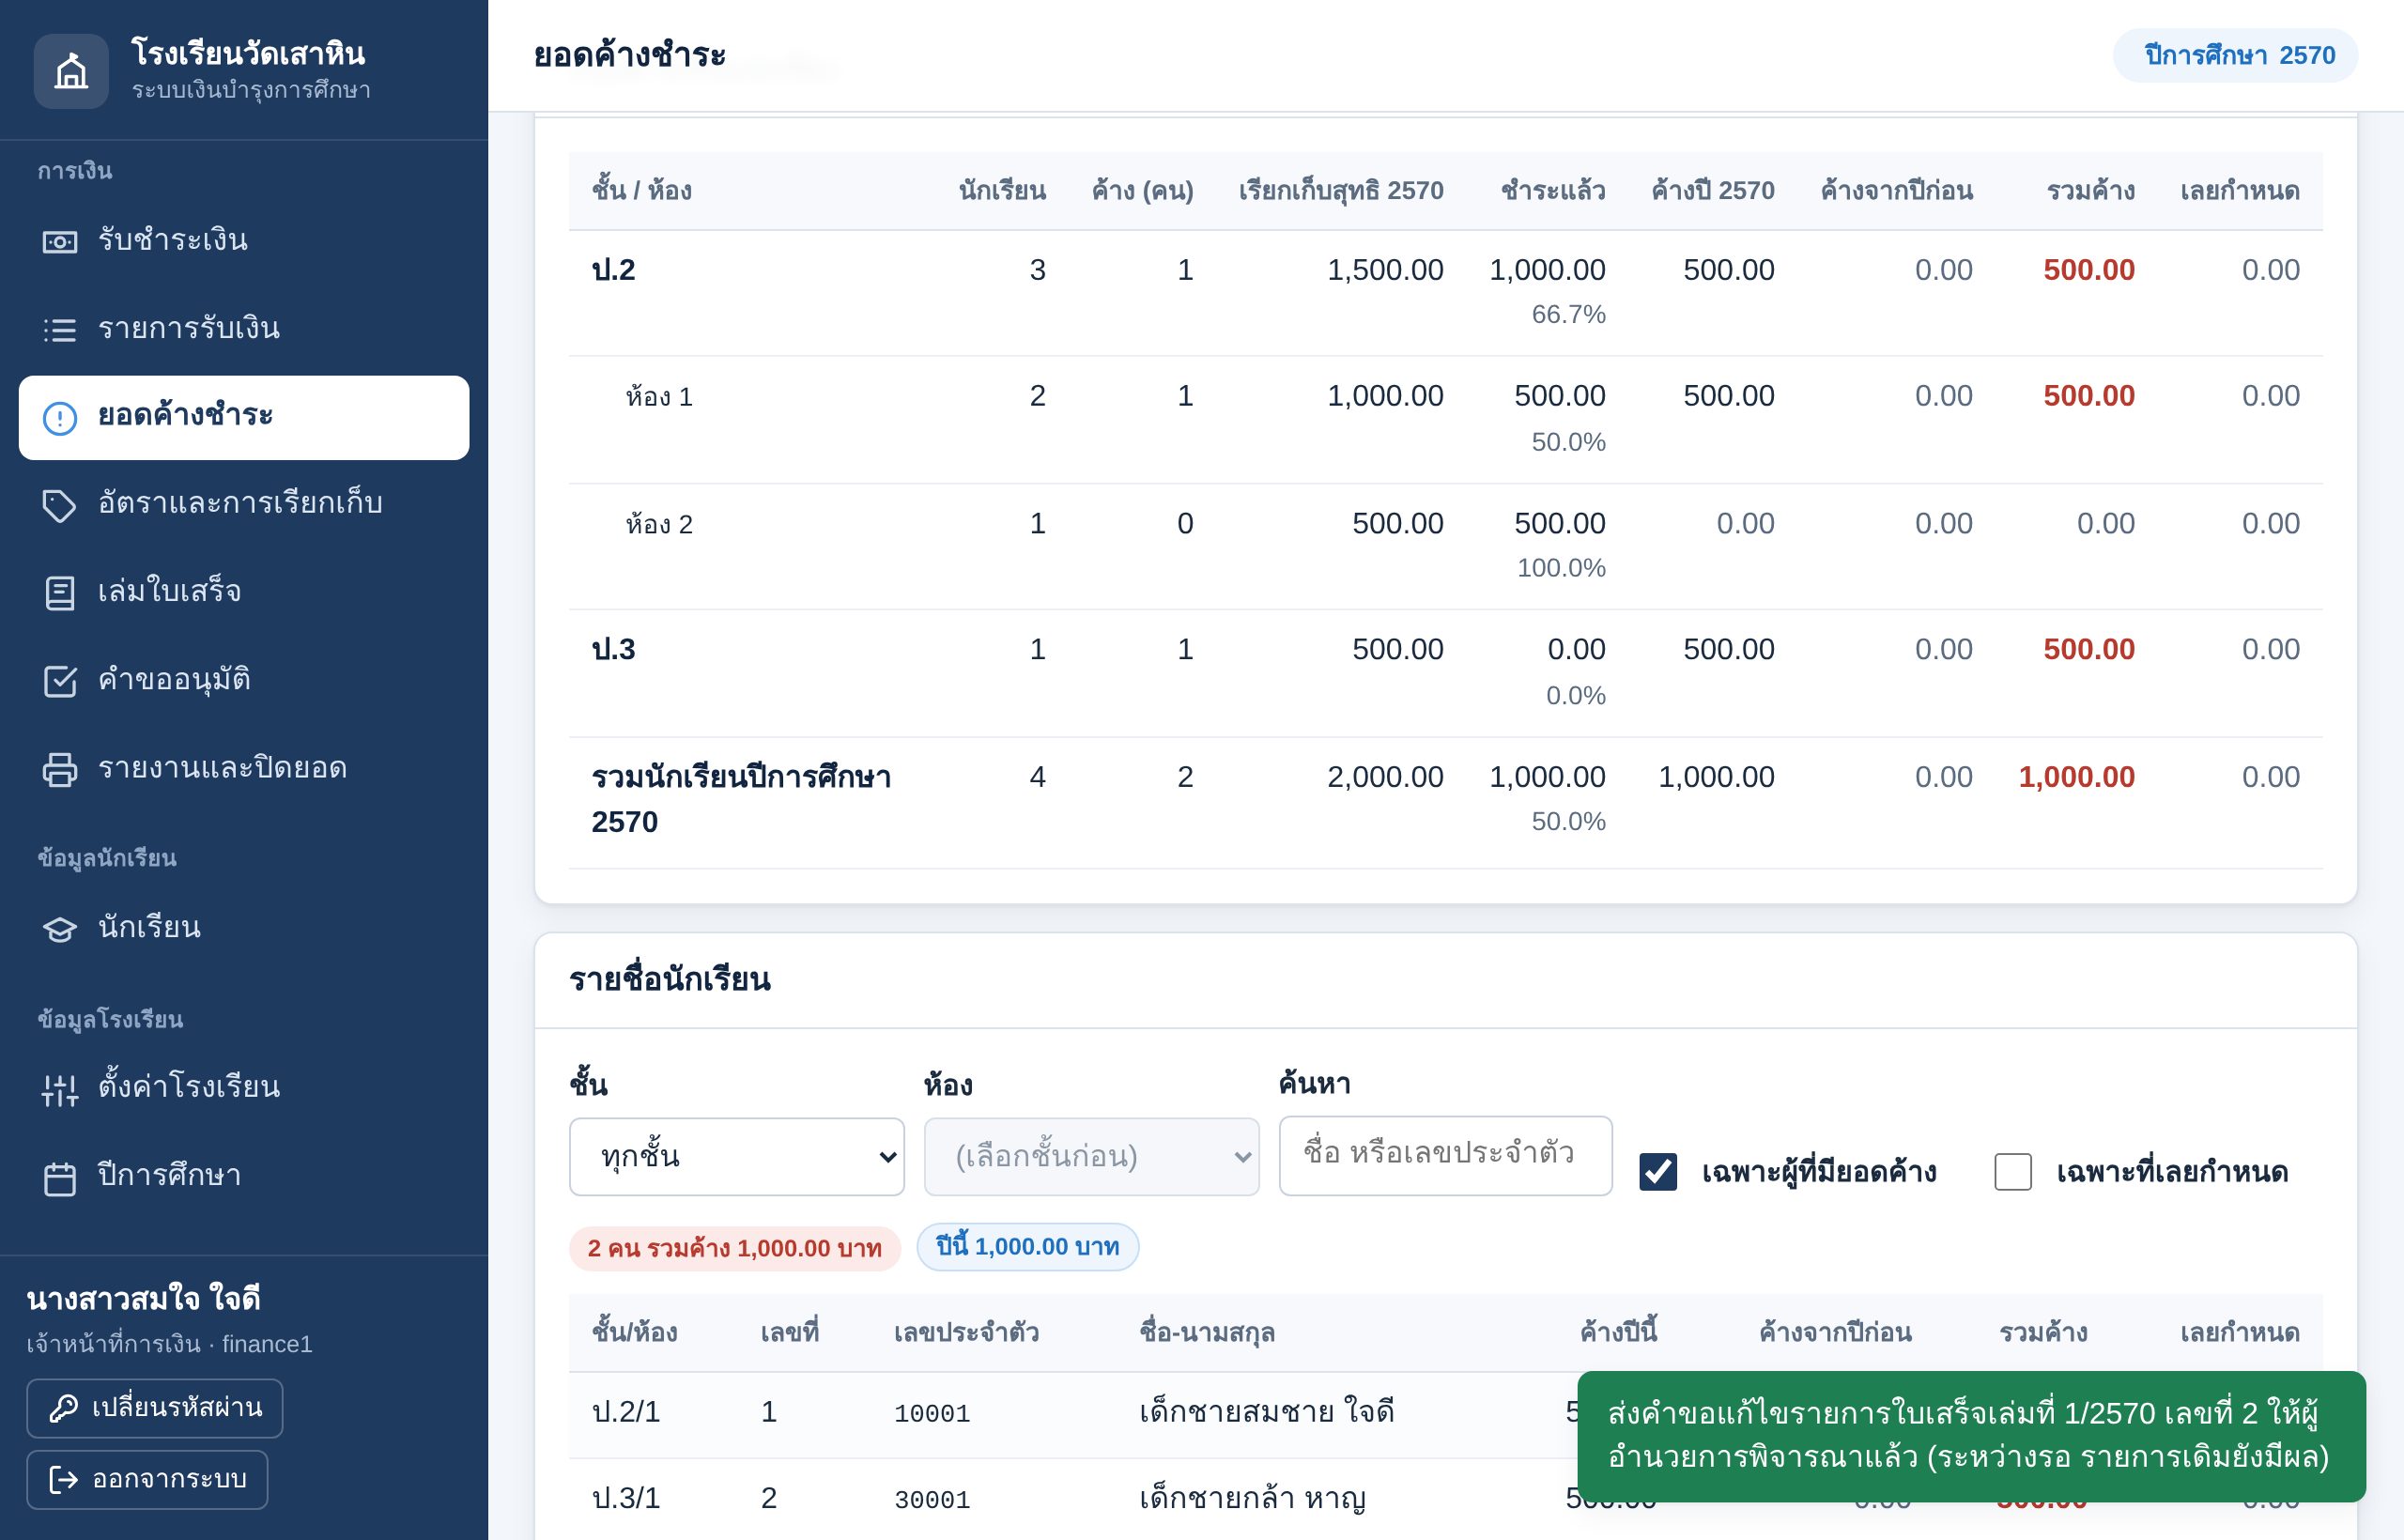 โรงเรียนวัดเสาหิน
ระบบเงินบำรุงการศึกษา
การเงิน
รับชำระเงิน
รายการรับเงิน
ยอดค้างชำระ
อัตราและการเรียกเก็บ
เล่มใบเสร็จ
คำขออนุมัติ
รายงานและปิดยอด
ข้อมูลนักเรียน
นักเรียน
ข้อมูลโรงเรียน
ตั้งค่าโรงเรียน
ปีการศึกษา
นางสาวสมใจ ใจดี
เจ้าหน้าที่การเงิน · finance1
เปลี่ยนรหัสผ่าน
ออกจากระบบ
ยอดค้างชำระ ปีการศึกษา 2570
ชั้น / ห้อง นักเรียน ค้าง (คน) เรียกเก็บสุทธิ 2570 ชำระแล้ว ค้างปี 2570 ค้างจากปีก่อน รวมค้าง เลยกำหนด
ป.2 3 1 1,500.00 1,000.00 500.00 0.00 500.00 0.00
66.7%
ห้อง 1 2 1 1,000.00 500.00 500.00 0.00 500.00 0.00
50.0%
ห้อง 2 1 0 500.00 500.00 0.00 0.00 0.00 0.00
100.0%
ป.3 1 1 500.00 0.00 500.00 0.00 500.00 0.00
0.0%
รวมนักเรียนปีการศึกษา 4 2 2,000.00 1,000.00 1,000.00 0.00 1,000.00 0.00
2570 50.0%
รายชื่อนักเรียน
ชั้น ห้อง ค้นหา
ทุกชั้น (เลือกชั้นก่อน) ชื่อ หรือเลขประจำตัว เฉพาะผู้ที่มียอดค้าง เฉพาะที่เลยกำหนด
2 คน รวมค้าง 1,000.00 บาท ปีนี้ 1,000.00 บาท
ชั้น/ห้อง เลขที่ เลขประจำตัว ชื่อ-นามสกุล ค้างปีนี้ ค้างจากปีก่อน รวมค้าง เลยกำหนด
ป.2/1 1 10001 เด็กชายสมชาย ใจดี
ป.3/1 2 30001 เด็กชายกล้า หาญ
ส่งคำขอแก้ไขรายการใบเสร็จเล่มที่ 1/2570 เลขที่ 2 ให้ผู้
อำนวยการพิจารณาแล้ว (ระหว่างรอ รายการเดิมยังมีผล)